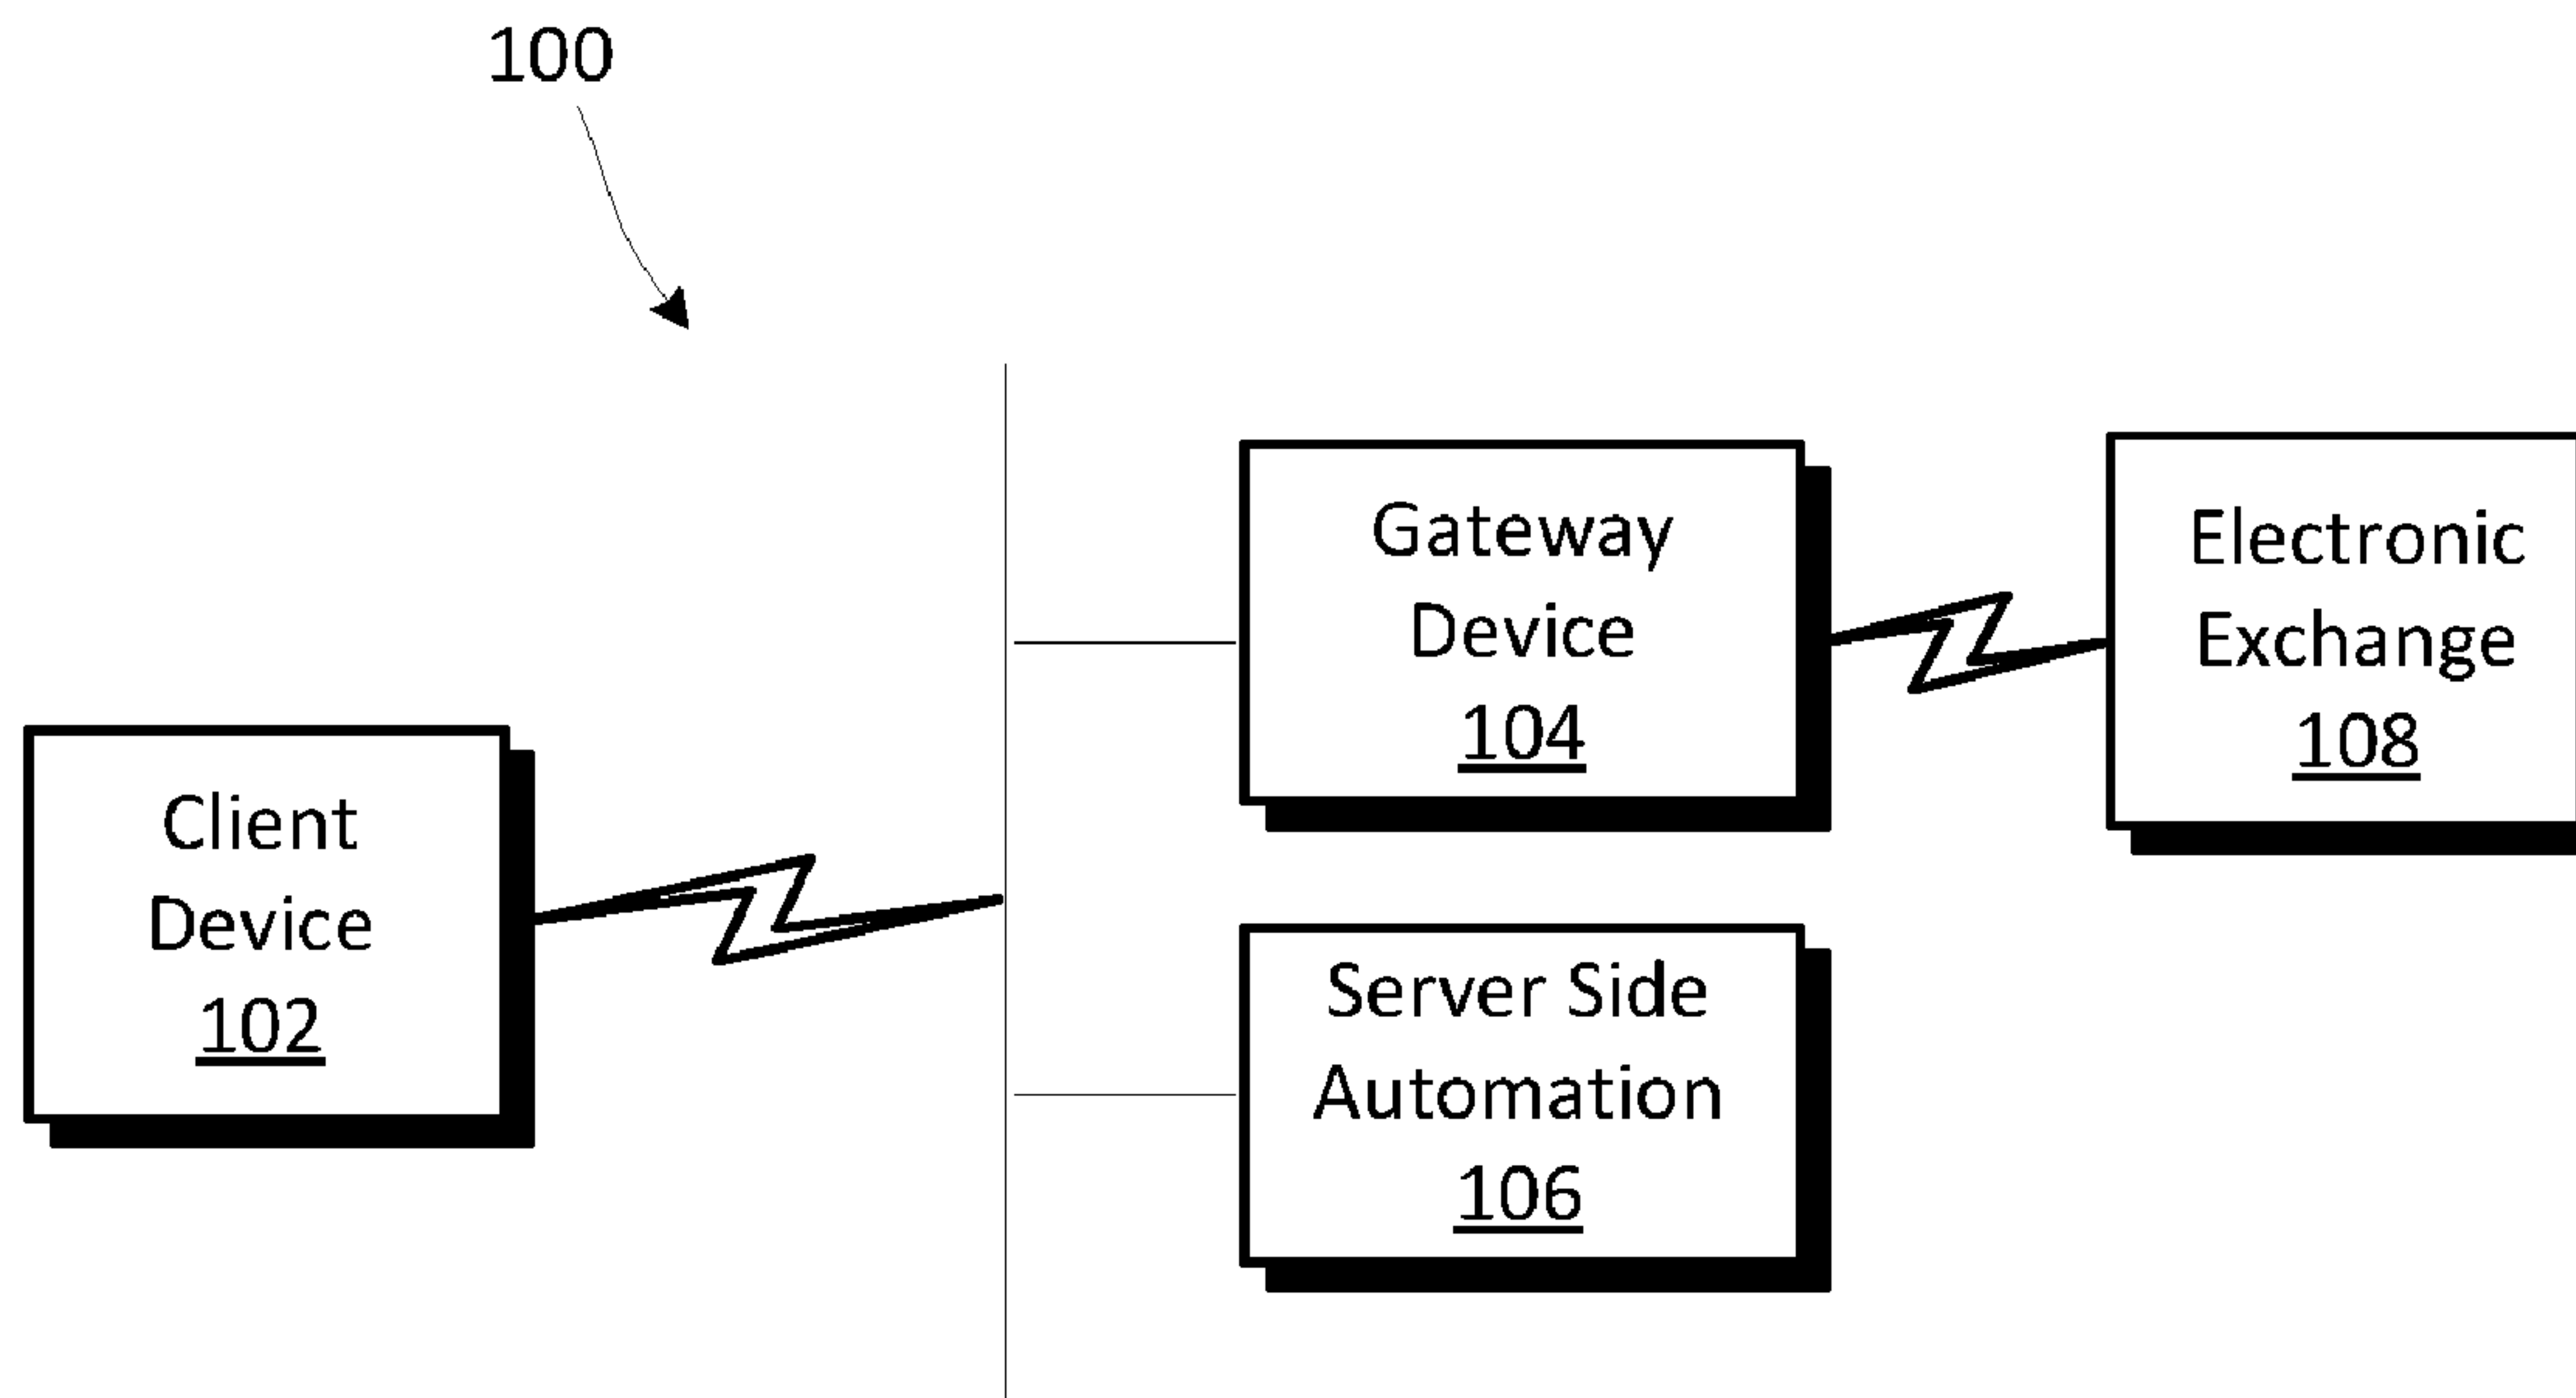 100
Gateway
Device
104
Electronic
Exchange
108
Client
Device
102
Server Side
Automation
106